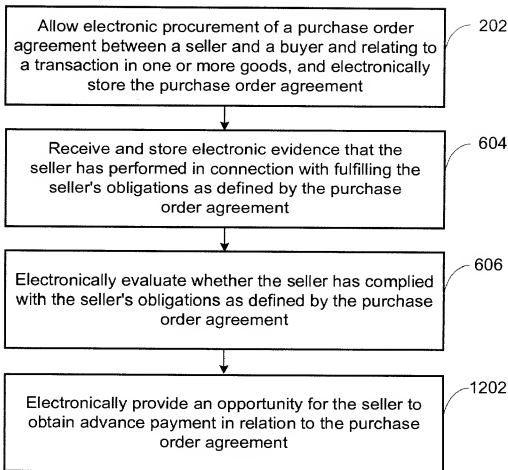 Allow electronic procurement of a purchase order
agreement between a seller and a buyer and relating to
a transaction in one or more goods, and electronically
store the purchase order agreement
202
Receive and store electronic evidence that the
seller has performed in connection with fulfilling the
seller's obligations as defined by the purchase
order agreement
604
Electronically evaluate whether the seller has complied
with the seller's obligations as defined by the purchase
order agreement
606
Electronically provide an opportunity for the seller to
obtain advance payment in relation to the purchase
order agreement
1202